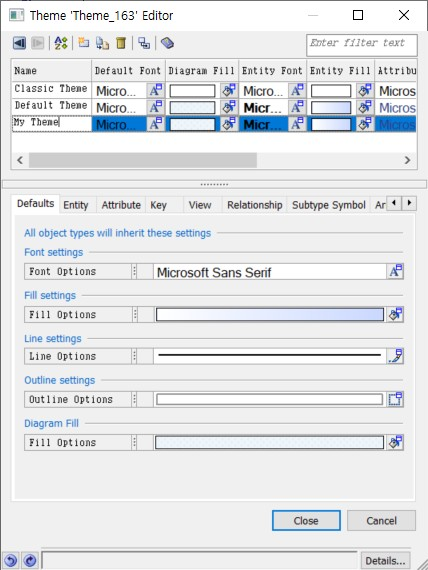 Theme 'Theme_163' Editor
Enter filter text
Name Default Font Diagram Fill Entity Font Entity Fill Attribu
Classic Theme Micro... Micro... Micros
Default Theme Micro... Micr... Micros
My Theme Micro... Micr... Micros
Defaults Entity Attribute Key View Relationship Subtype Symbol An
All object types will inherit these settings
Font settings
Font Options Microsoft Sans Serif
Fill settings
Fill Options
Line settings
Line Options
Outline settings
Outline Options
Diagram Fill
Fill Options
Close Cancel
Details...